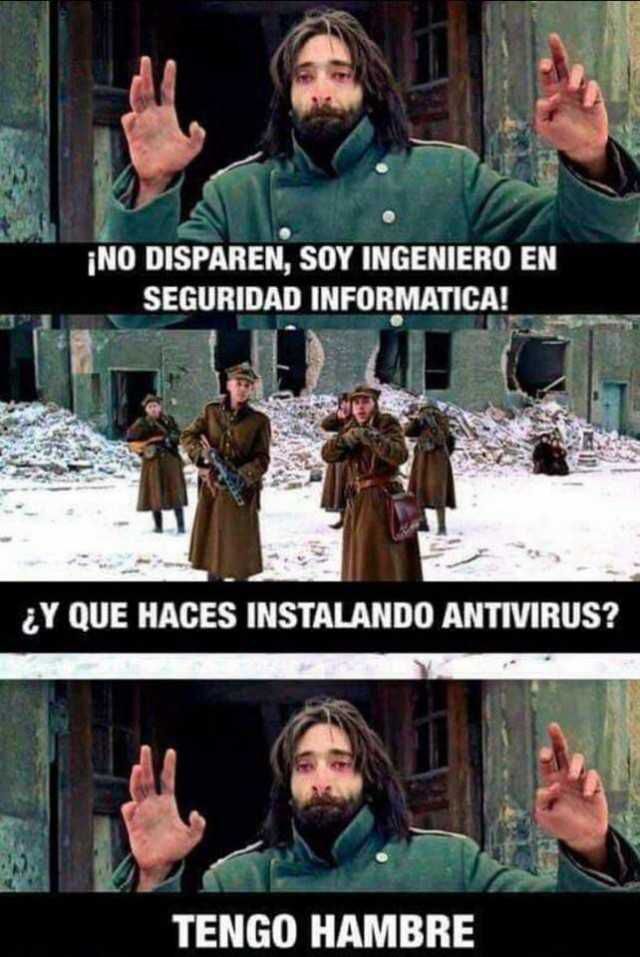 ¡NO DISPAREN, SOY INGENIERO EN
SEGURIDAD INFORMATICA!
¿Y QUE HACES INSTALANDO ANTIVIRUS?
TENGO HAMBRE